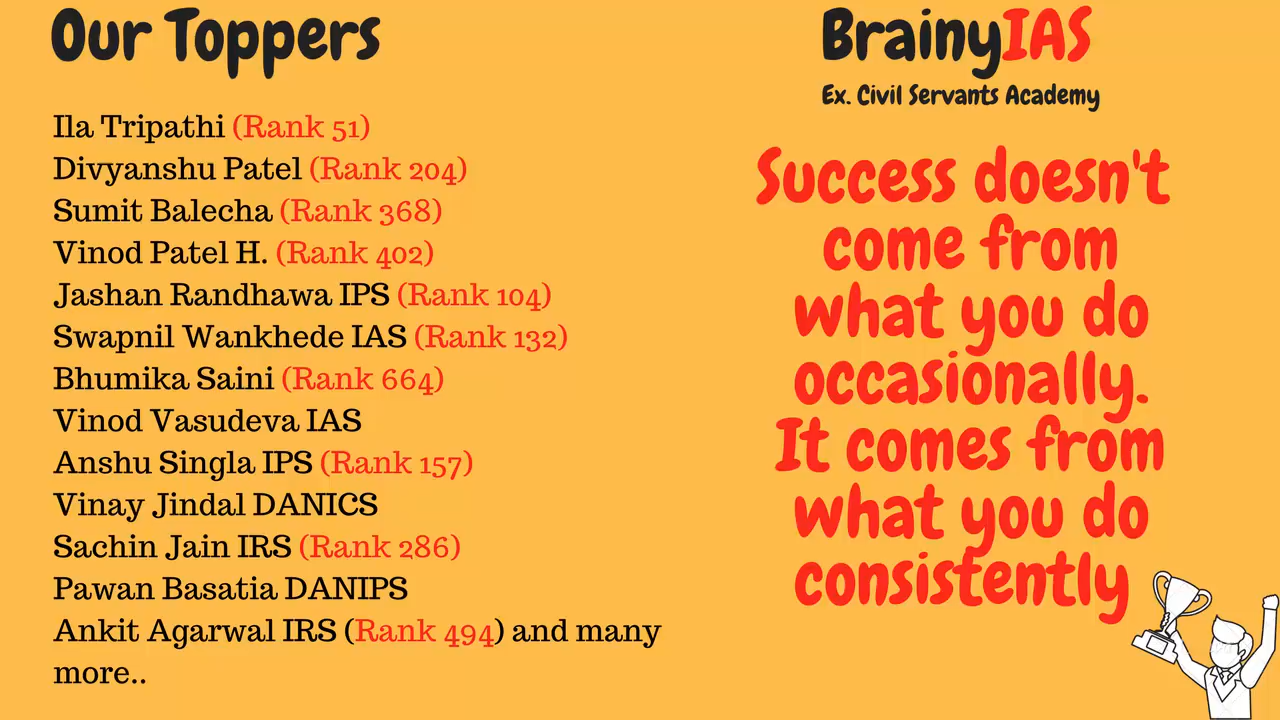 Our Toppers
Ila Tripathi (Rank 51)
Divyanshu Patel (Rank 204)
Sumit Balecha (Rank 368)
Vinod Patel H. (Rank 402)
Jashan Randhawa IPS (Rank 104)
Swapnil Wankhede IAS (Rank 132)
Bhumika Saini (Rank 664)
Vinod Vasudeva IAS
Anshu Singla IPS (Rank 157)
Vinay Jindal DANICS
Sachin Jain IRS (Rank 286)
Pawan Basatia DANIPS
Ankit Agarwal IRS (Rank 494) and many
more..
BrainyIAS
Ex. Civil Servants Academy
Success doesn't
come from
what you do
occasionally.
It comes from
what you do
consistently